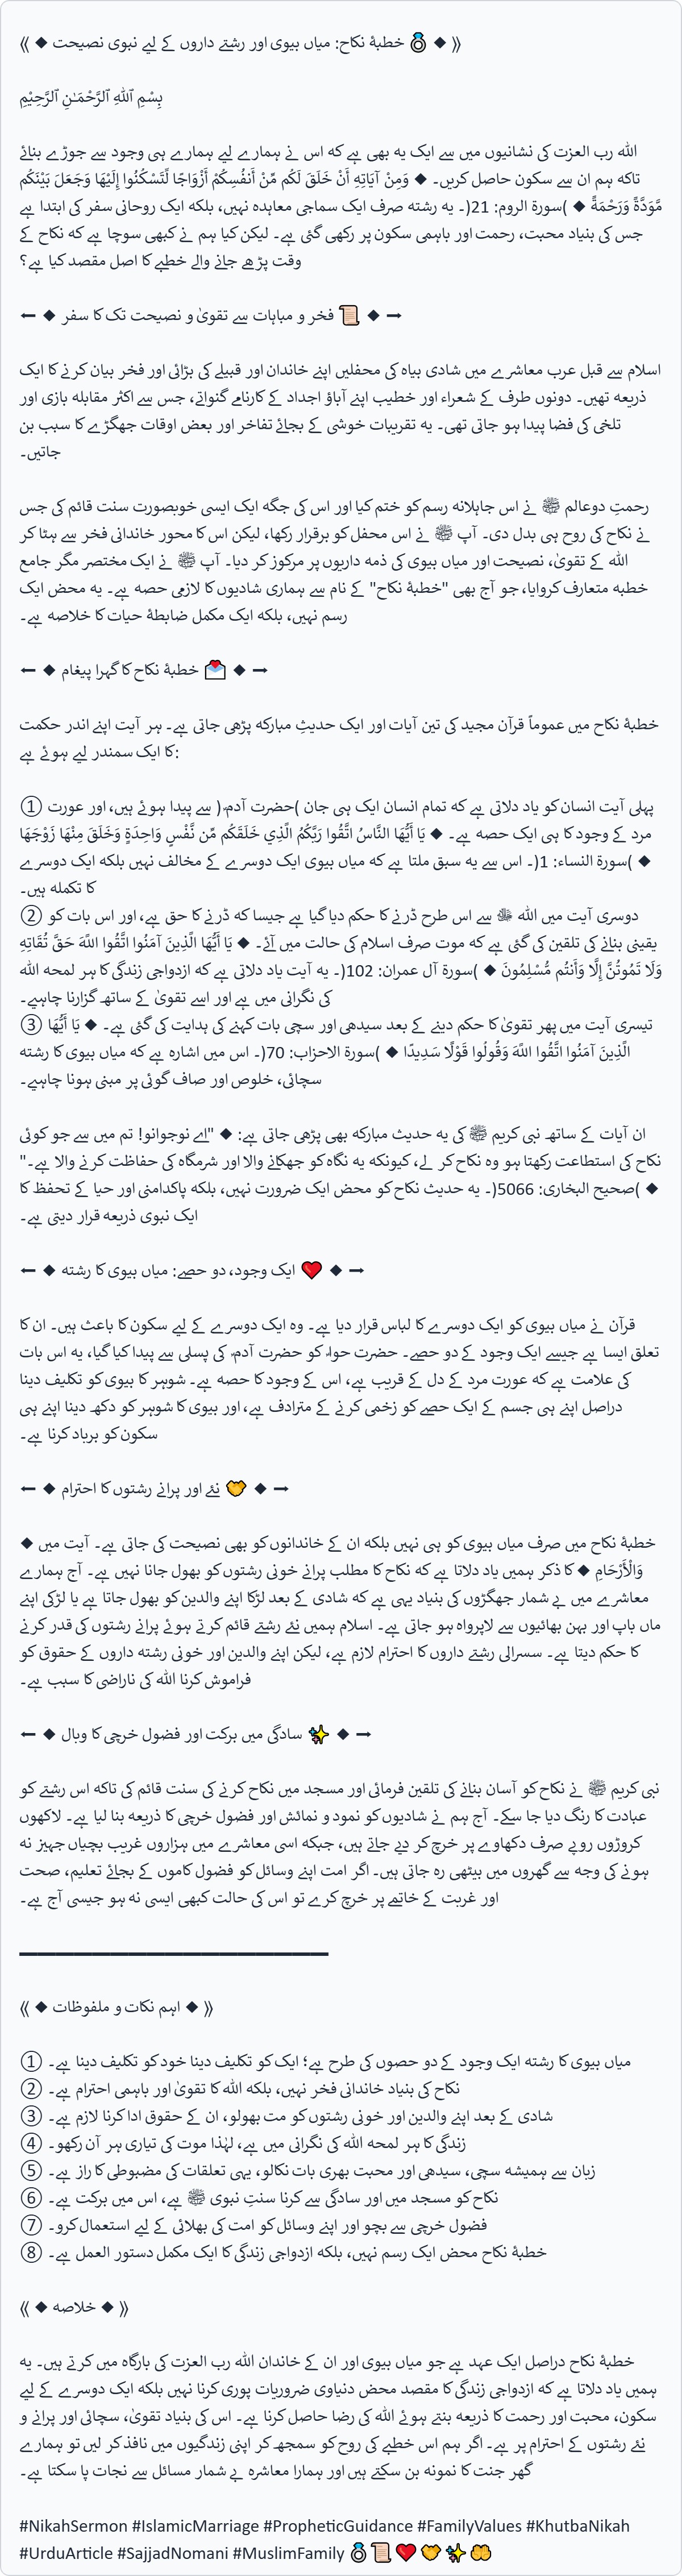 《 ◆ 💍 خطبۂ نکاح: میاں بیوی اور رشتے داروں کے لیے نبوی نصیحت ◆ 》
بِسْمِ ٱللَّٰهِ ٱلرَّحْمَـٰنِ ٱلرَّحِيْمِ
اللہ رب العزت کی نشانیوں میں سے ایک یہ بھی ہے کہ اس نے ہمارے لیے ہمارے ہی وجود سے جوڑے بنائے
تاکہ ہم ان سے سکون حاصل کریں۔ ◆ وَمِنْ آيَاتِهِ أَنْ خَلَقَ لَكُم مِّنْ أَنفُسِكُمْ أَزْوَاجًا لِّتَسْكُنُوا إِلَيْهَا وَجَعَلَ بَيْنَكُم
مَّوَدَّةً وَرَحْمَةً ◆ (سورۃ الروم: 21)۔ یہ رشتہ صرف ایک سماجی معاہدہ نہیں، بلکہ ایک روحانی سفر کی ابتدا ہے
جس کی بنیاد محبت، رحمت اور باہمی سکون پر رکھی گئی ہے۔ لیکن کیا ہم نے کبھی سوچا ہے کہ نکاح کے
وقت پڑھے جانے والے خطبے کا اصل مقصد کیا ہے؟
← ◆ 📜 فخر و مباہات سے تقویٰ و نصیحت تک کا سفر ◆ →
اسلام سے قبل عرب معاشرے میں شادی بیاہ کی محفلیں اپنے خاندان اور قبیلے کی بڑائی اور فخر بیان کرنے کا ایک
ذریعہ تھیں۔ دونوں طرف کے شعراء اور خطیب اپنے آباؤ اجداد کے کارنامے گنواتے، جس سے اکثر مقابلہ بازی اور
تلخی کی فضا پیدا ہو جاتی تھی۔ یہ تقریبات خوشی کے بجائے تفاخر اور بعض اوقات جھگڑے کا سبب بن
جاتیں۔
رحمتِ دوعالم ﷺ نے اس جاہلانہ رسم کو ختم کیا اور اس کی جگہ ایک ایسی خوبصورت سنت قائم کی جس
نے نکاح کی روح ہی بدل دی۔ آپ ﷺ نے اس محفل کو برقرار رکھا، لیکن اس کا محور خاندانی فخر سے ہٹا کر
اللہ کے تقویٰ، نصیحت اور میاں بیوی کی ذمہ داریوں پر مرکوز کر دیا۔ آپ ﷺ نے ایک مختصر مگر جامع
خطبہ متعارف کروایا، جو آج بھی "خطبۂ نکاح" کے نام سے ہماری شادیوں کا لازمی حصہ ہے۔ یہ محض ایک
رسم نہیں، بلکہ ایک مکمل ضابطۂ حیات کا خلاصہ ہے۔
← ◆ 💌 خطبۂ نکاح کا گہرا پیغام ◆ →
خطبۂ نکاح میں عموماً قرآن مجید کی تین آیات اور ایک حدیثِ مبارکہ پڑھی جاتی ہے۔ ہر آیت اپنے اندر حکمت
کا ایک سمندر لیے ہوئے ہے:
① پہلی آیت انسان کو یاد دلاتی ہے کہ تمام انسان ایک ہی جان (حضرت آدمؑ) سے پیدا ہوئے ہیں، اور عورت
مرد کے وجود کا ہی ایک حصہ ہے۔ ◆ يَا أَيُّهَا النَّاسُ اتَّقُوا رَبَّكُمُ الَّذِي خَلَقَكُم مِّن نَّفْسٍ وَاحِدَةٍ وَخَلَقَ مِنْهَا زَوْجَهَا
◆ (سورۃ النساء: 1)۔ اس سے یہ سبق ملتا ہے کہ میاں بیوی ایک دوسرے کے مخالف نہیں بلکہ ایک دوسرے
کا تکملہ ہیں۔
② دوسری آیت میں اللہ ﷻ سے اس طرح ڈرنے کا حکم دیا گیا ہے جیسا کہ ڈرنے کا حق ہے، اور اس بات کو
یقینی بنانے کی تلقین کی گئی ہے کہ موت صرف اسلام کی حالت میں آئے۔ ◆ يَا أَيُّهَا الَّذِينَ آمَنُوا اتَّقُوا اللَّهَ حَقَّ تُقَاتِهِ
وَلَا تَمُوتُنَّ إِلَّا وَأَنتُم مُّسْلِمُونَ ◆ (سورۃ آل عمران: 102)۔ یہ آیت یاد دلاتی ہے کہ ازدواجی زندگی کا ہر لمحہ اللہ
کی نگرانی میں ہے اور اسے تقویٰ کے ساتھ گزارنا چاہیے۔
③ تیسری آیت میں پھر تقویٰ کا حکم دینے کے بعد سیدھی اور سچی بات کہنے کی ہدایت کی گئی ہے۔ ◆ يَا أَيُّهَا
الَّذِينَ آمَنُوا اتَّقُوا اللَّهَ وَقُولُوا قَوْلًا سَدِيدًا ◆ (سورۃ الاحزاب: 70)۔ اس میں اشارہ ہے کہ میاں بیوی کا رشتہ
سچائی، خلوص اور صاف گوئی پر مبنی ہونا چاہیے۔
ان آیات کے ساتھ نبی کریم ﷺ کی یہ حدیث مبارکہ بھی پڑھی جاتی ہے: ◆ "اے نوجوانو! تم میں سے جو کوئی
نکاح کی استطاعت رکھتا ہو وہ نکاح کر لے، کیونکہ یہ نگاہ کو جھکانے والا اور شرمگاہ کی حفاظت کرنے والا ہے۔"
◆ (صحیح البخاری: 5066)۔ یہ حدیث نکاح کو محض ایک ضرورت نہیں، بلکہ پاکدامنی اور حیا کے تحفظ کا
ایک نبوی ذریعہ قرار دیتی ہے۔
← ◆ ❤️ ایک وجود، دو حصے: میاں بیوی کا رشتہ ◆ →
قرآن نے میاں بیوی کو ایک دوسرے کا لباس قرار دیا ہے۔ وہ ایک دوسرے کے لیے سکون کا باعث ہیں۔ ان کا
تعلق ایسا ہے جیسے ایک وجود کے دو حصے۔ حضرت حواؑ کو حضرت آدمؑ کی پسلی سے پیدا کیا گیا، یہ اس بات
کی علامت ہے کہ عورت مرد کے دل کے قریب ہے، اس کے وجود کا حصہ ہے۔ شوہر کا بیوی کو تکلیف دینا
دراصل اپنے ہی جسم کے ایک حصے کو زخمی کرنے کے مترادف ہے، اور بیوی کا شوہر کو دکھ دینا اپنے ہی
سکون کو برباد کرنا ہے۔
← ◆ 🤝 نئے اور پرانے رشتوں کا احترام ◆ →
خطبۂ نکاح میں صرف میاں بیوی کو ہی نہیں بلکہ ان کے خاندانوں کو بھی نصیحت کی جاتی ہے۔ آیت میں ◆
وَالْأَرْحَامِ ◆ کا ذکر ہمیں یاد دلاتا ہے کہ نکاح کا مطلب پرانے خونی رشتوں کو بھول جانا نہیں ہے۔ آج ہمارے
معاشرے میں بے شمار جھگڑوں کی بنیاد یہی ہے کہ شادی کے بعد لڑکا اپنے والدین کو بھول جاتا ہے یا لڑکی اپنے
ماں باپ اور بہن بھائیوں سے لاپرواہ ہو جاتی ہے۔ اسلام ہمیں نئے رشتے قائم کرتے ہوئے پرانے رشتوں کی قدر کرنے
کا حکم دیتا ہے۔ سسرالی رشتے داروں کا احترام لازم ہے، لیکن اپنے والدین اور خونی رشتہ داروں کے حقوق کو
فراموش کرنا اللہ کی ناراضی کا سبب ہے۔
← ◆ ✨ سادگی میں برکت اور فضول خرچی کا وبال ◆ →
نبی کریم ﷺ نے نکاح کو آسان بنانے کی تلقین فرمائی اور مسجد میں نکاح کرنے کی سنت قائم کی تاکہ اس رشتے کو
عبادت کا رنگ دیا جا سکے۔ آج ہم نے شادیوں کو نمود و نمائش اور فضول خرچی کا ذریعہ بنا لیا ہے۔ لاکھوں
کروڑوں روپے صرف دکھاوے پر خرچ کر دیے جاتے ہیں، جبکہ اسی معاشرے میں ہزاروں غریب بچیاں جہیز نہ
ہونے کی وجہ سے گھروں میں بیٹھی رہ جاتی ہیں۔ اگر امت اپنے وسائل کو فضول کاموں کے بجائے تعلیم، صحت
اور غربت کے خاتمے پر خرچ کرے تو اس کی حالت کبھی ایسی نہ ہو جیسی آج ہے۔
━━━━━━━━━━━━━━━━━━
《 ◆ اہم نکات و ملفوظات ◆ 》
① میاں بیوی کا رشتہ ایک وجود کے دو حصوں کی طرح ہے؛ ایک کو تکلیف دینا خود کو تکلیف دینا ہے۔
② نکاح کی بنیاد خاندانی فخر نہیں، بلکہ اللہ کا تقویٰ اور باہمی احترام ہے۔
③ شادی کے بعد اپنے والدین اور خونی رشتوں کو مت بھولو، ان کے حقوق ادا کرنا لازم ہے۔
④ زندگی کا ہر لمحہ اللہ کی نگرانی میں ہے، لہٰذا موت کی تیاری ہر آن رکھو۔
⑤ زبان سے ہمیشہ سچی، سیدھی اور محبت بھری بات نکالو، یہی تعلقات کی مضبوطی کا راز ہے۔
⑥ نکاح کو مسجد میں اور سادگی سے کرنا سنتِ نبوی ﷺ ہے، اس میں برکت ہے۔
⑦ فضول خرچی سے بچو اور اپنے وسائل کو امت کی بھلائی کے لیے استعمال کرو۔
⑧ خطبۂ نکاح محض ایک رسم نہیں، بلکہ ازدواجی زندگی کا ایک مکمل دستور العمل ہے۔
《 ◆ خلاصہ ◆ 》
خطبۂ نکاح دراصل ایک عہد ہے جو میاں بیوی اور ان کے خاندان اللہ رب العزت کی بارگاہ میں کرتے ہیں۔ یہ
ہمیں یاد دلاتا ہے کہ ازدواجی زندگی کا مقصد محض دنیاوی ضروریات پوری کرنا نہیں بلکہ ایک دوسرے کے لیے
سکون، محبت اور رحمت کا ذریعہ بنتے ہوئے اللہ کی رضا حاصل کرنا ہے۔ اس کی بنیاد تقویٰ، سچائی اور پرانے و
نئے رشتوں کے احترام پر ہے۔ اگر ہم اس خطبے کی روح کو سمجھ کر اپنی زندگیوں میں نافذ کر لیں تو ہمارے
گھر جنت کا نمونہ بن سکتے ہیں اور ہمارا معاشرہ بے شمار مسائل سے نجات پا سکتا ہے۔
#NikahSermon #IslamicMarriage #PropheticGuidance #FamilyValues #KhutbaNikah
#UrduArticle #SajjadNomani #MuslimFamily 💍📜❤️🤝✨🤲